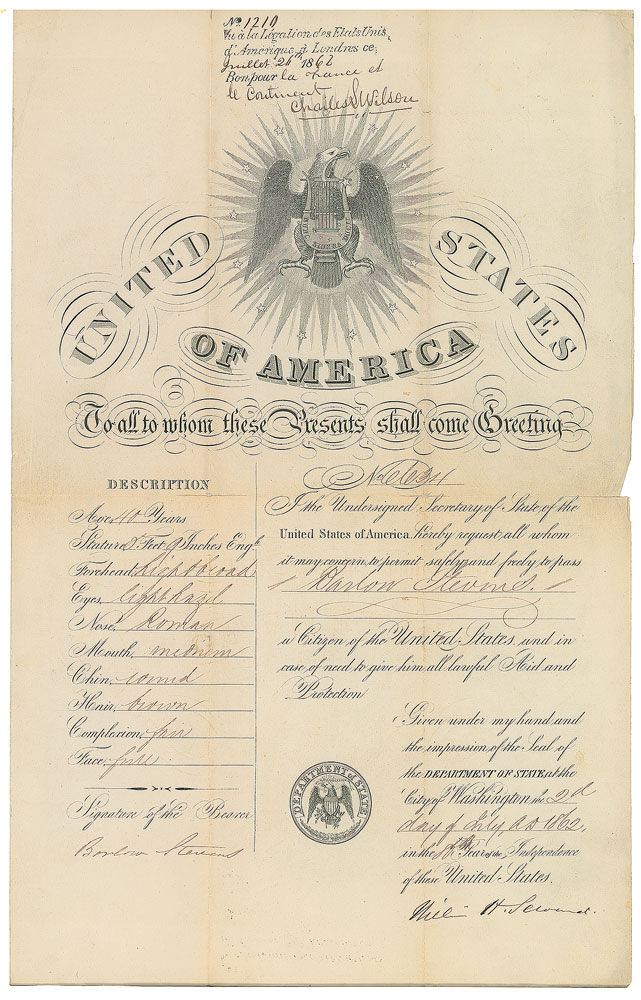 No. 1210
Vu à la Légation des Etats Unis
d'Amérique à Londres ce
Juillet 26th 1862
Bon pour la france et
le Continent
Charles L Wilson
UNITED STATES
OF AMERICA
To all to whom these Presents shall come Greeting
DESCRIPTION
Age 40 Years
Stature 5 Feet 9 Inches Engh.
Forehead, high & broad
Eyes, light hazel
Nose, Roman
Mouth, medium
Chin, round
Hair, brown
Complexion, fair
Face, full
Signature of the Bearer
Barlow Stevens
No.
I the Undersigned Secretary of State of the
United States of America, hereby request all whom
it may concern to permit safely and freely to pass
Barlow Stevens.
a Citizen of the United States and in
case of need to give him all lawful Aid and
Protection
Given under my hand and
the impression of the Seal of
the DEPARTMENT OF STATE at the
City of Washington the 2d
day of July A.D. 1862,
in the Year of the Independence
of these United States.
William H. Seward.
DEPARTMENT of STATE